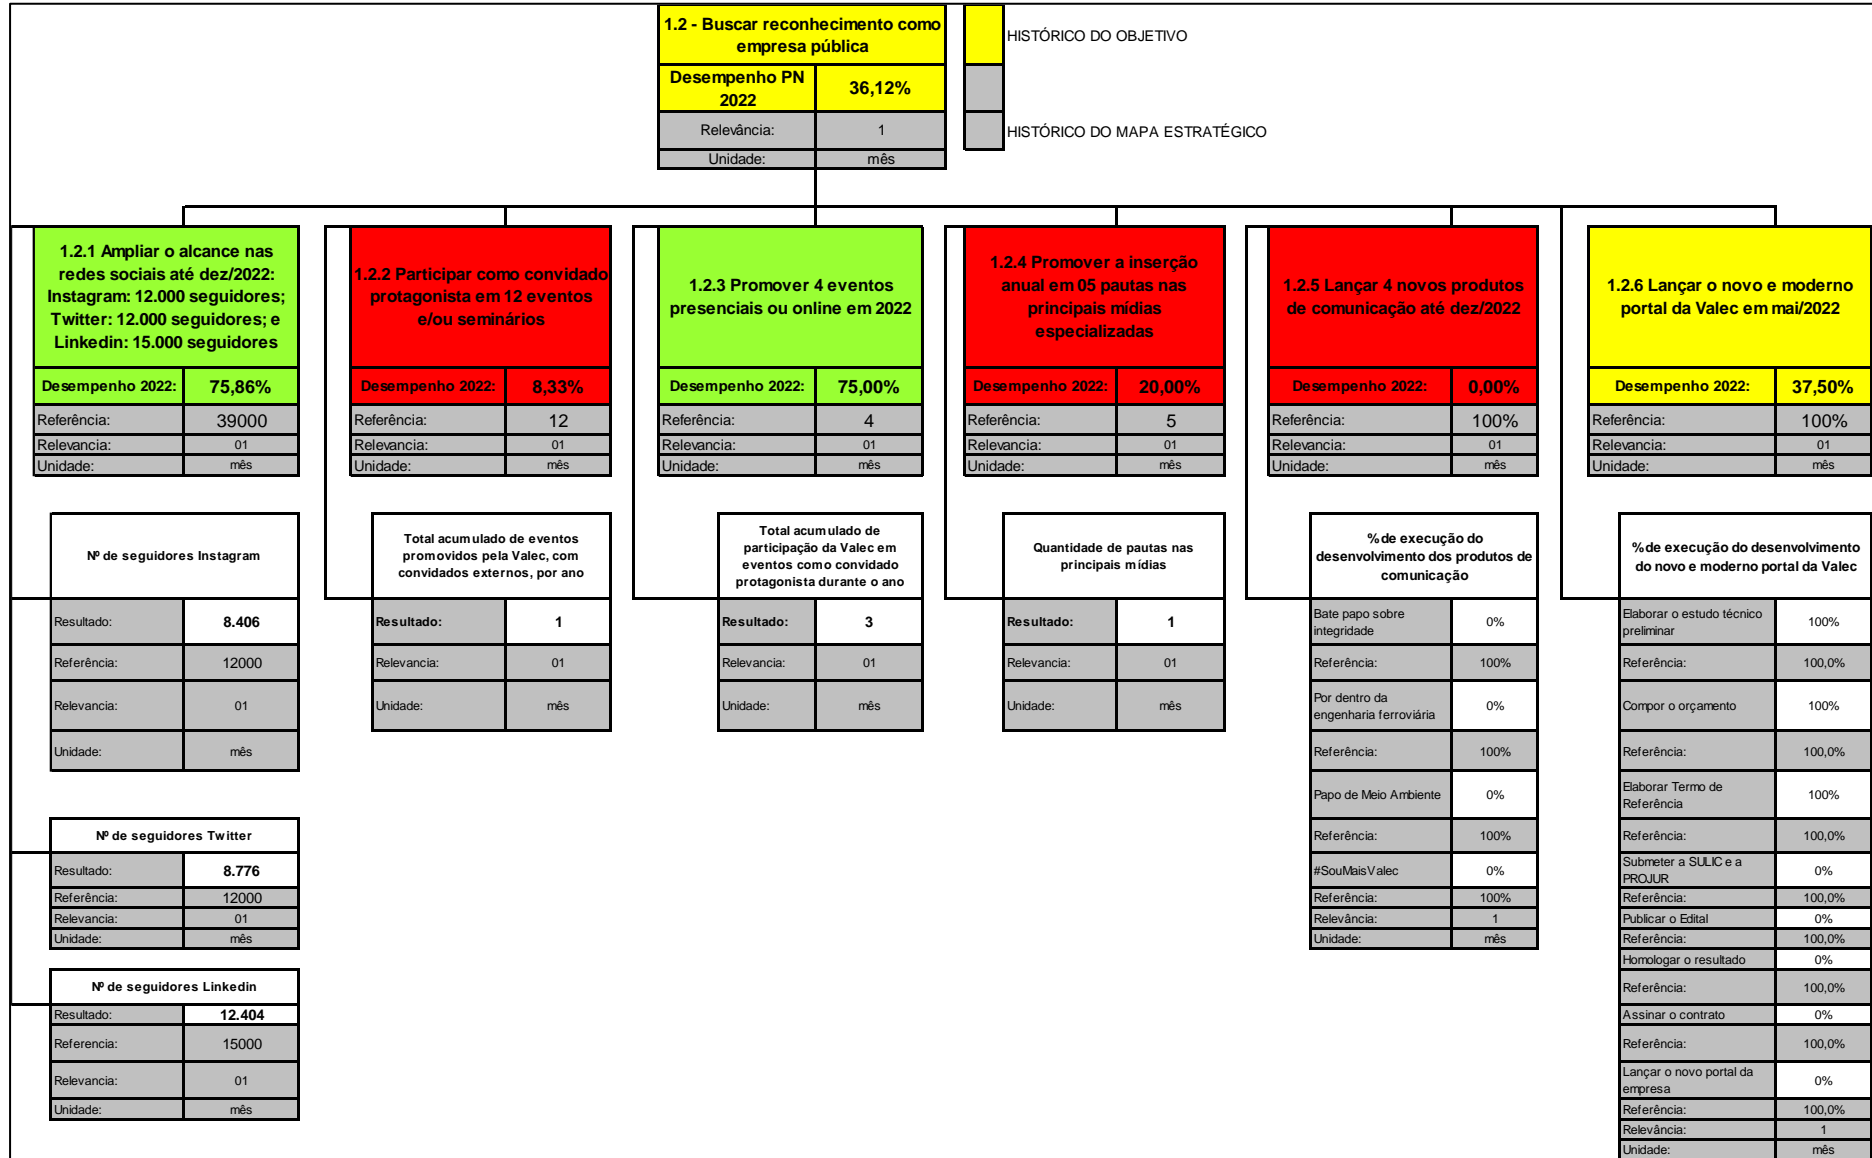 1.2 - Buscar reconhecimento como
empresa pública
Desempenho PN
2022
36,12%
Relevância:
1
Unidade:
mês
HISTÓRICO DO OBJETIVO
HISTÓRICO DO MAPA ESTRATÉGICO
1.2.1 Ampliar o alcance nas
redes sociais até dez/2022:
Instagram: 12.000 seguidores;
Twitter: 12.000 seguidores; e
Linkedin: 15.000 seguidores
Desempenho 2022:
75,86%
Referência:
39000
Relevancia:
01
Unidade:
mês
1.2.2 Participar como convidado
protagonista em 12 eventos
e/ou seminários
Desempenho 2022:
8,33%
Referência:
12
Relevancia:
01
Unidade:
mês
1.2.3 Promover 4 eventos
presenciais ou online em 2022
Desempenho 2022:
75,00%
Referência:
4
Relevancia:
01
Unidade:
mês
1.2.4 Promover a inserção
anual em 05 pautas nas
principais mídias
especializadas
Desempenho 2022:
20,00%
Referência:
5
Relevancia:
01
Unidade:
mês
1.2.5 Lançar 4 novos produtos
de comunicação até dez/2022
Desempenho 2022:
0,00%
Referência:
100%
Relevancia:
01
Unidade:
mês
1.2.6 Lançar o novo e moderno
portal da Valec em mai/2022
Desempenho 2022:
37,50%
Referência:
100%
Relevancia:
01
Unidade:
mês
Nº de seguidores Instagram
Resultado:
8.406
Referência:
12000
Relevancia:
01
Unidade:
mês
Nº de seguidores Twitter
Resultado:
8.776
Referência:
12000
Relevancia:
01
Unidade:
mês
Nº de seguidores Linkedin
Resultado:
12.404
Referencia:
15000
Relevancia:
01
Unidade:
mês
Total acumulado de eventos
promovidos pela Valec, com
convidados externos, por ano
Resultado:
1
Relevancia:
01
Unidade:
mês
Total acumulado de
participação da Valec em
eventos como convidado
protagonista durante o ano
Resultado:
3
Relevancia:
01
Unidade:
mês
Quantidade de pautas nas
principais mídias
Resultado:
1
Relevancia:
01
Unidade:
mês
% de execução do
desenvolvimento dos produtos de
comunicação
Bate papo sobre
integridade
0%
Referência:
100%
Por dentro da
engenharia ferroviária
0%
Referência:
100%
Papo de Meio Ambiente
0%
Referência:
100%
#SouMaisValec
0%
Referência:
100%
Relevância:
1
Unidade:
mês
% de execução do desenvolvimento
do novo e moderno portal da Valec
Elaborar o estudo técnico
preliminar
100%
Referência:
100,0%
Compor o orçamento
100%
Referência:
100,0%
Elaborar Termo de
Referência
100%
Referência:
100,0%
Submeter a SULIC e a
PROJUR
0%
Referência:
100,0%
Publicar o Edital
0%
Referência:
100,0%
Homologar o resultado
0%
Referência:
100,0%
Assinar o contrato
0%
Referência:
100,0%
Lançar o novo portal da
empresa
0%
Referência:
100,0%
Relevância:
1
Unidade:
mês